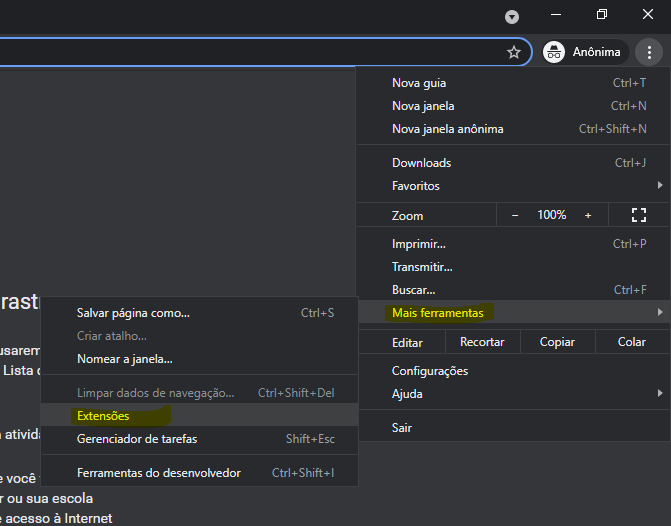 Anônima
Nova guia Ctrl+T
Nova janela Ctrl+N
Nova janela anônima Ctrl+Shift+N
Downloads Ctrl+J
Favoritos
Zoom − 100% +
Imprimir... Ctrl+P
Transmitir...
Buscar... Ctrl+F
Mais ferramentas
Editar Recortar Copiar Colar
Configurações
Ajuda
Sair
Salvar página como... Ctrl+S
Criar atalho...
Nomear a janela...
Limpar dados de navegação... Ctrl+Shift+Del
Extensões
Gerenciador de tarefas Shift+Esc
Ferramentas do desenvolvedor Ctrl+Shift+I
rastr
usarem
Lista
ativida
e você
r ou sua escola
e acesso à Internet